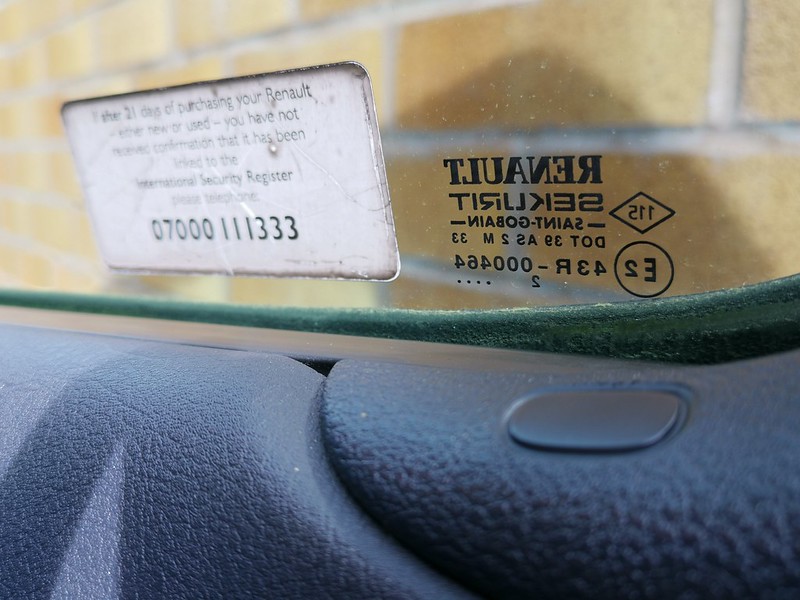 If after 21 days of purchasing your Renault
– either new or used – you have not
received confirmation that it has been
linked to the
International Security Register
please telephone:
07000 111333
RENAULT
SEKURIT
—SAINT-GOBAIN—
DOT 39 AS 2 M 33
43R-000464
2
....
115
E2